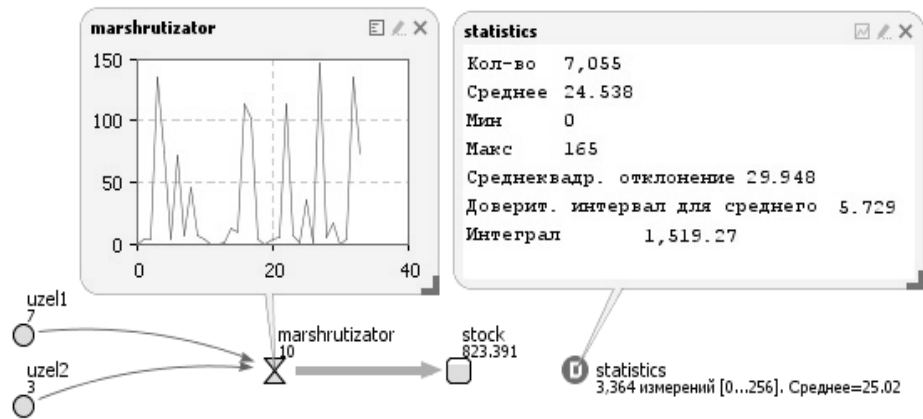 marshrutizator
150
100
50
0
0 20 40
statistics
Кол-во 7,055
Среднее 24.538
Мин 0
Макс 165
Среднеквадр. отклонение 29.948
Доверит. интервал для среднего 5.729
Интеграл 1,519.27
uzel1
7
uzel2
3
marshrutizator
10
stock
823.391
statistics
3,364 измерений [0...256]. Среднее=25.02